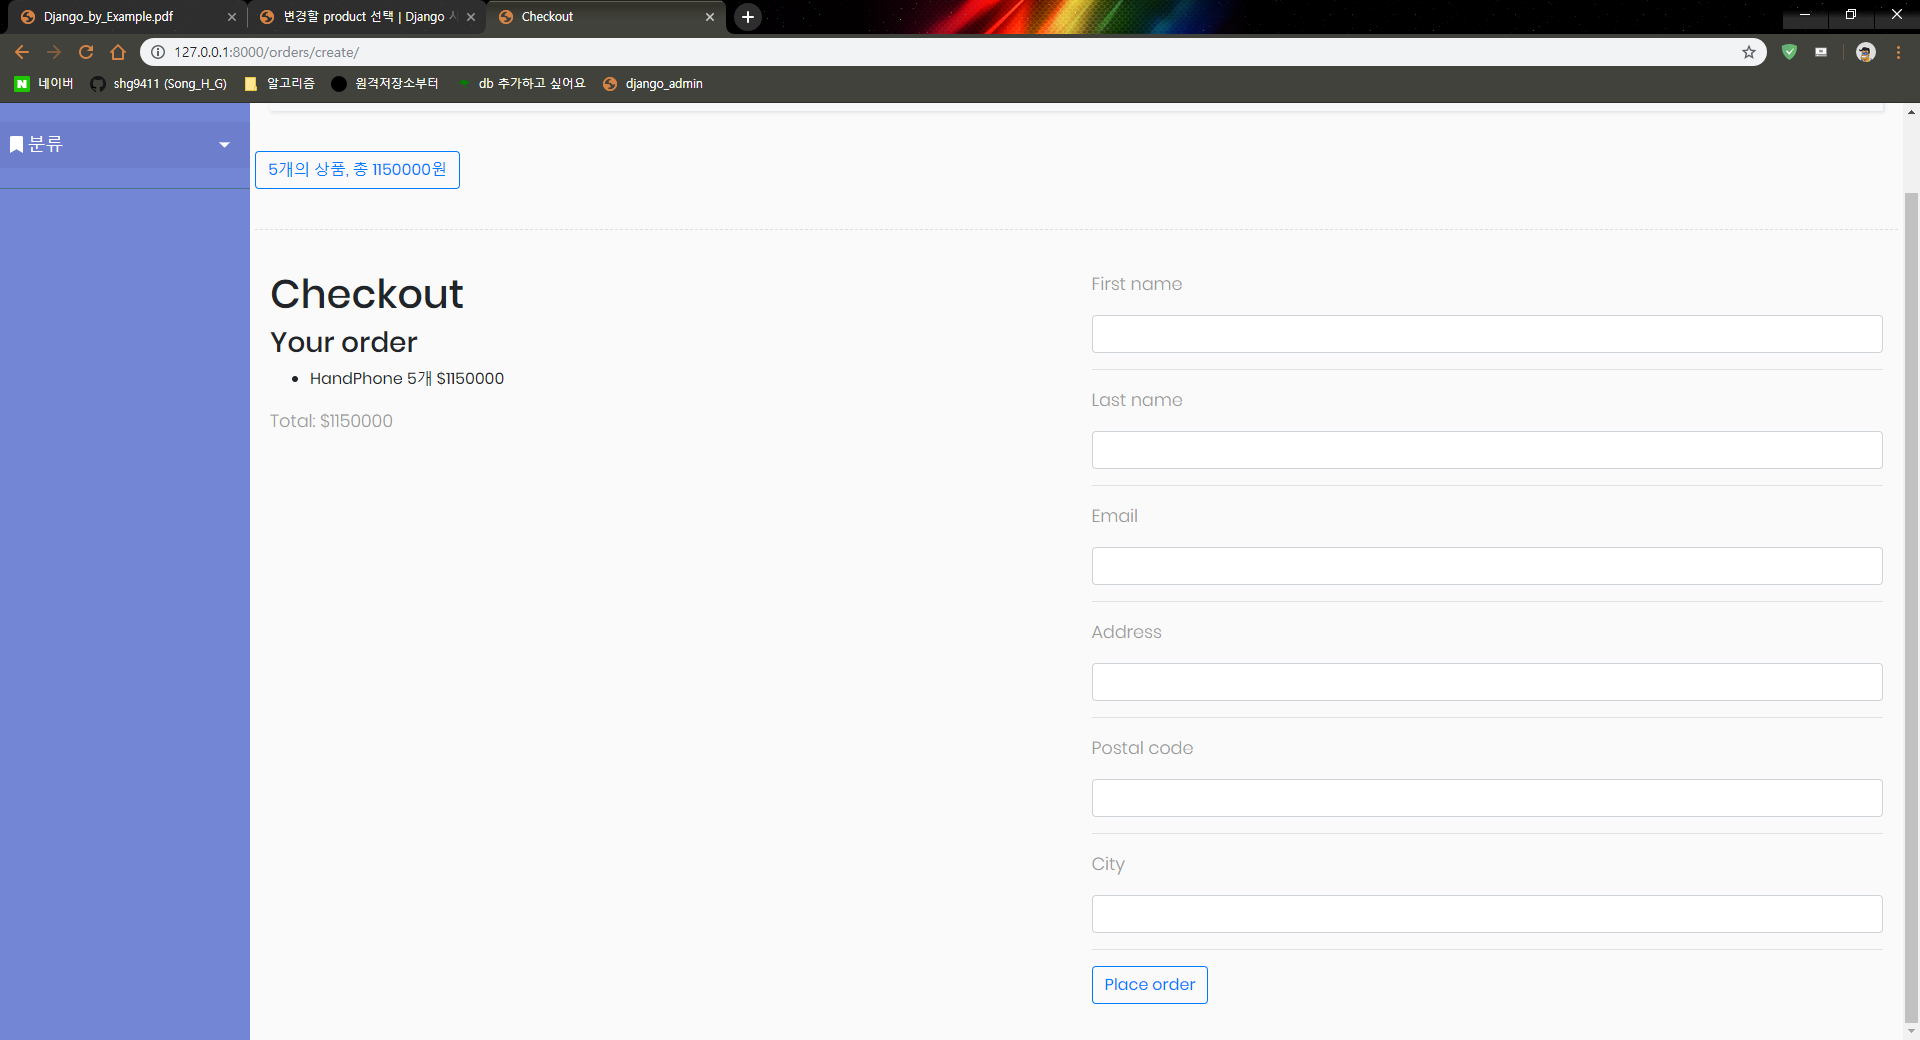 Django_by_Example.pdf
변경할 product 선택 | Django
Checkout
127.0.0.1:8000/orders/create/
네이버
shg9411 (Song_H_G)
알고리즘
원격저장소부터
db 추가하고 싶어요
django_admin
분류
5개의 상품, 총 1150000원
Checkout
Your order
HandPhone 5개 $1150000
Total: $1150000
First name
Last name
Email
Address
Postal code
City
Place order